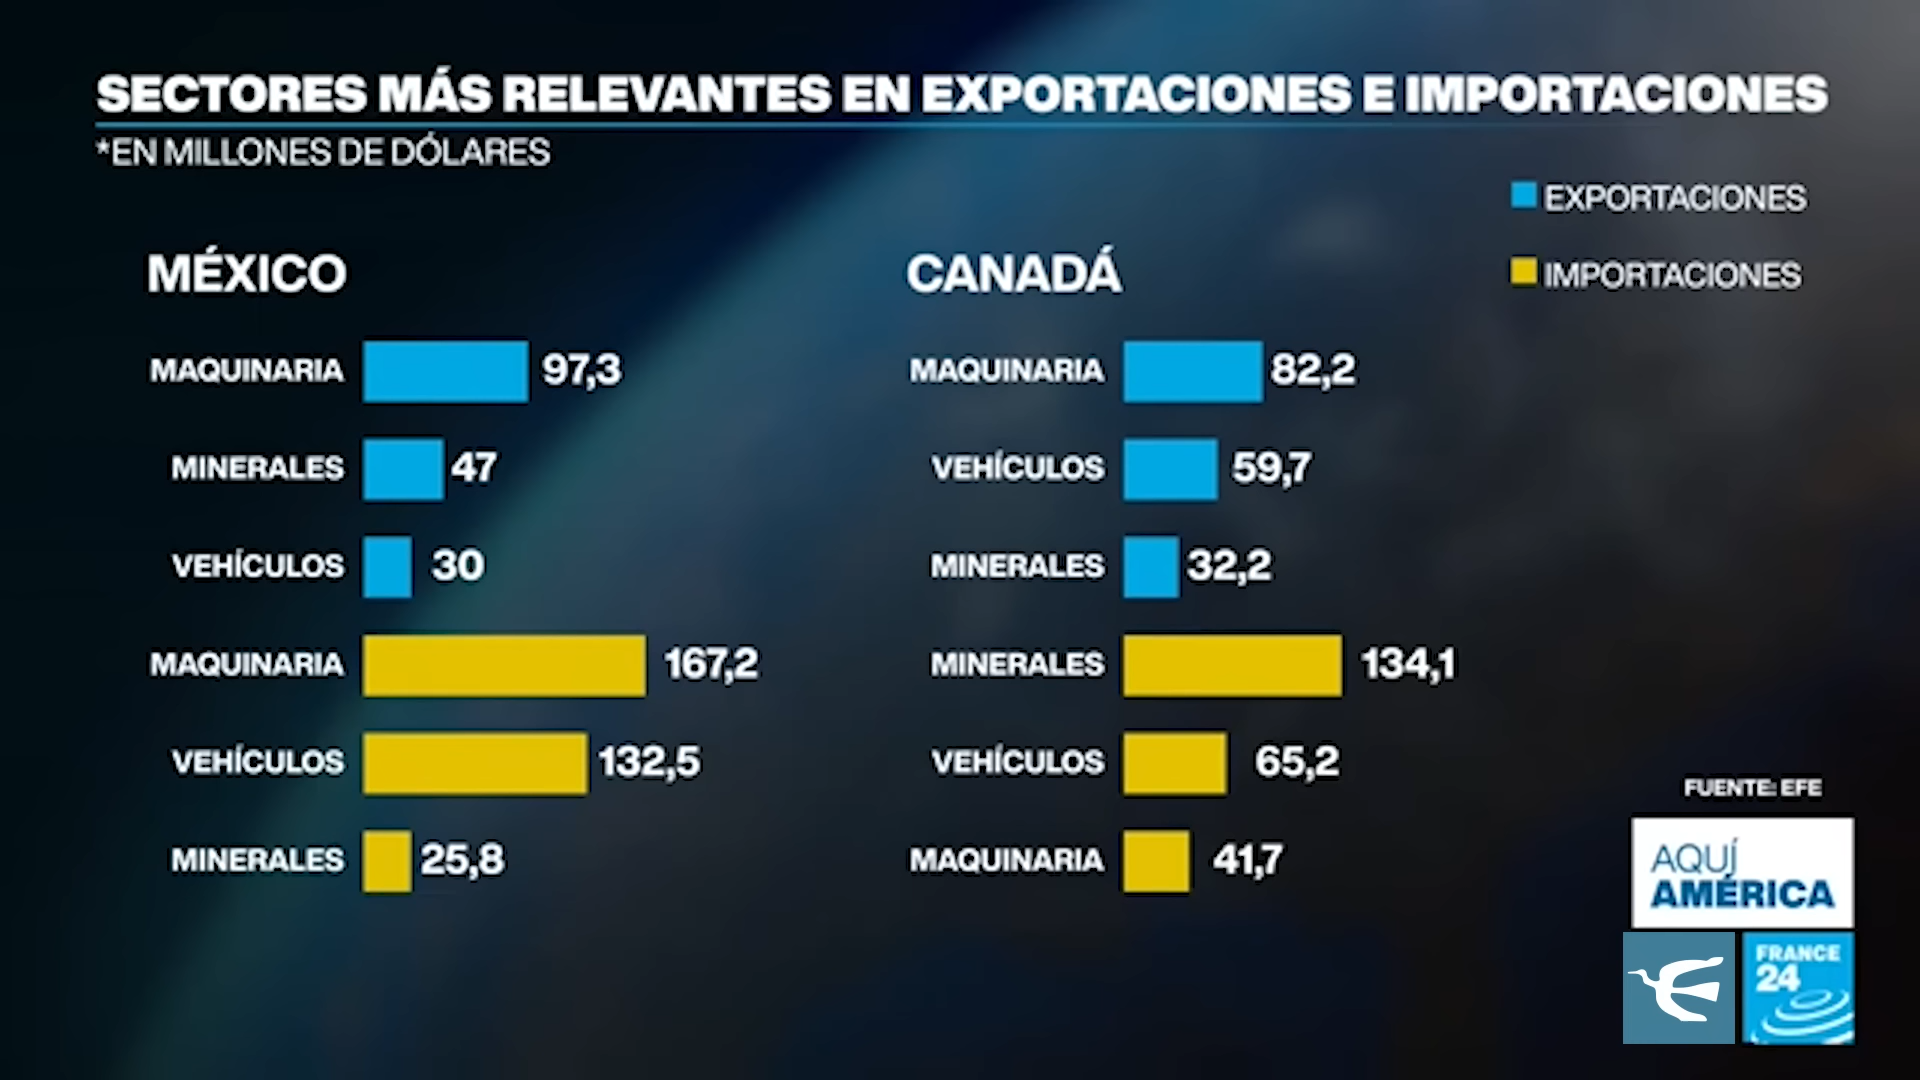 SECTORES MÁS RELEVANTES EN EXPORTACIONES E IMPORTACIONES
*EN MILLONES DE DÓLARES
EXPORTACIONES
IMPORTACIONES
MÉXICO
MAQUINARIA 97,3
MINERALES 47
VEHÍCULOS 30
MAQUINARIA 167,2
VEHÍCULOS 132,5
MINERALES 25,8
CANADÁ
MAQUINARIA 82,2
VEHÍCULOS 59,7
MINERALES 32,2
MINERALES 134,1
VEHÍCULOS 65,2
MAQUINARIA 41,7
FUENTE: EFE
AQUÍ
AMÉRICA
FRANCE
24